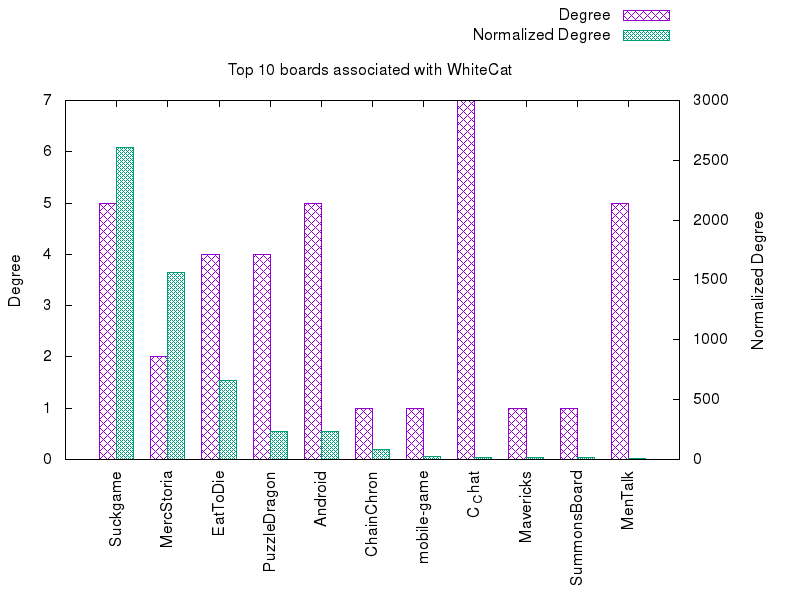 Degree
Normalized Degree
Top 10 boards associated with WhiteCat
7
6
5
4
3
2
1
0
3000
2500
2000
1500
1000
500
0
Degree
Normalized Degree
Suckgame
MercStoria
EatToDie
PuzzleDragon
Android
ChainChron
mobile-game
C_Chat
Mavericks
SummonsBoard
MenTalk